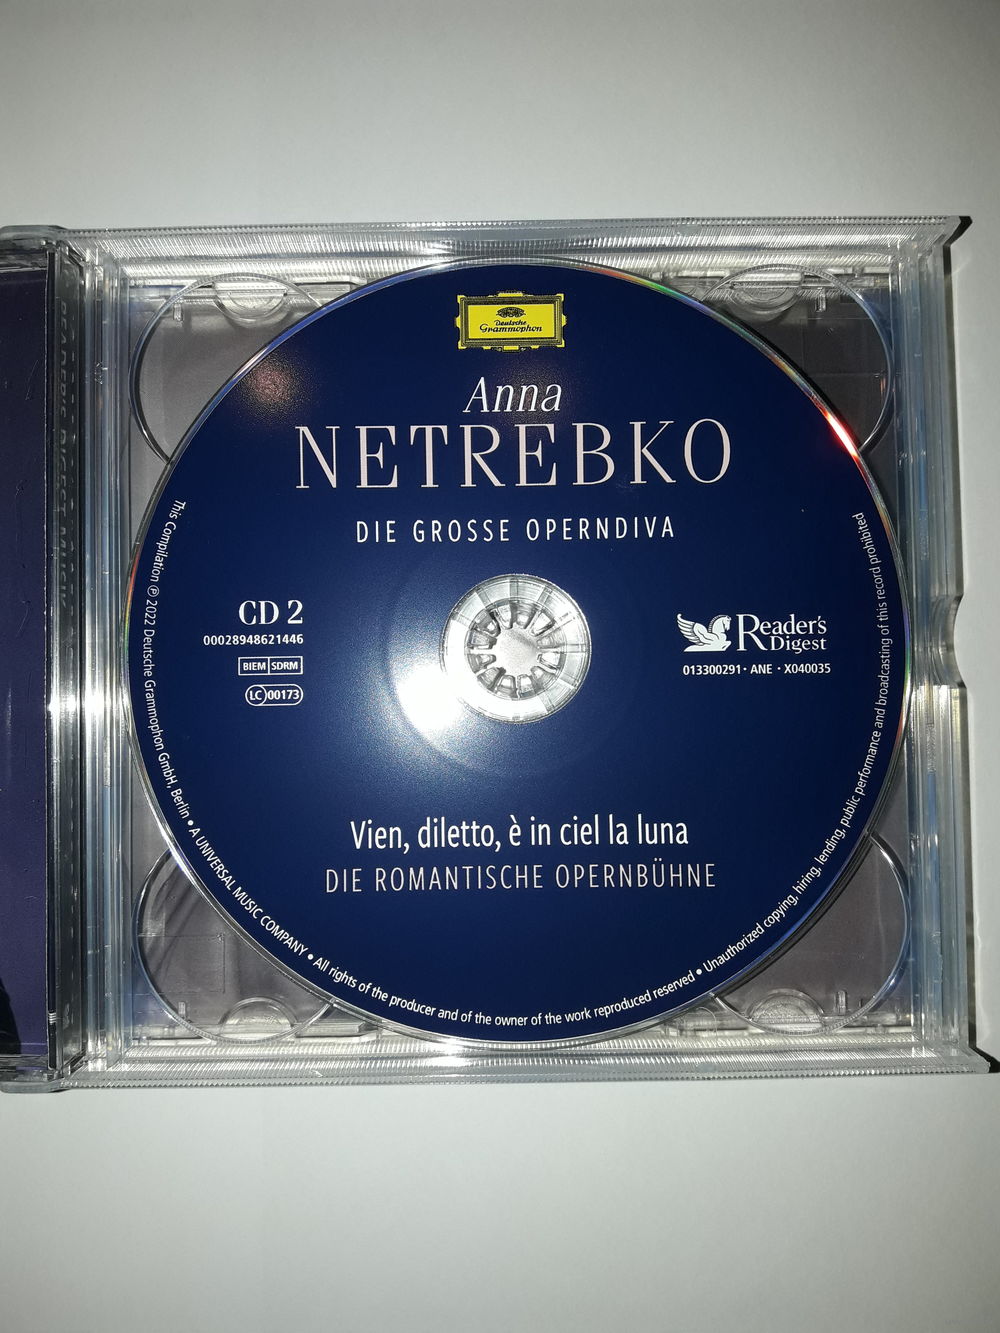 Deutsche
Grammophon
Anna
NETREBKO
DIE GROSSE OPERNDIVA
CD 2
00028948621446
BIEM SDRM
LC 00173
Reader's
Digest
013300291 · ANE · X040035
Vien, diletto, è in ciel la luna
DIE ROMANTISCHE OPERNBÜHNE
This Compilation ℗ 2022 Deutsche Grammophon GmbH, Berlin • A UNIVERSAL MUSIC COMPANY • All rights of the producer and of the owner of the work reproduced reserved • Unauthorized copying, hiring, lending, public performance and broadcasting of this record prohibited
READER'S DIGEST MUSIK